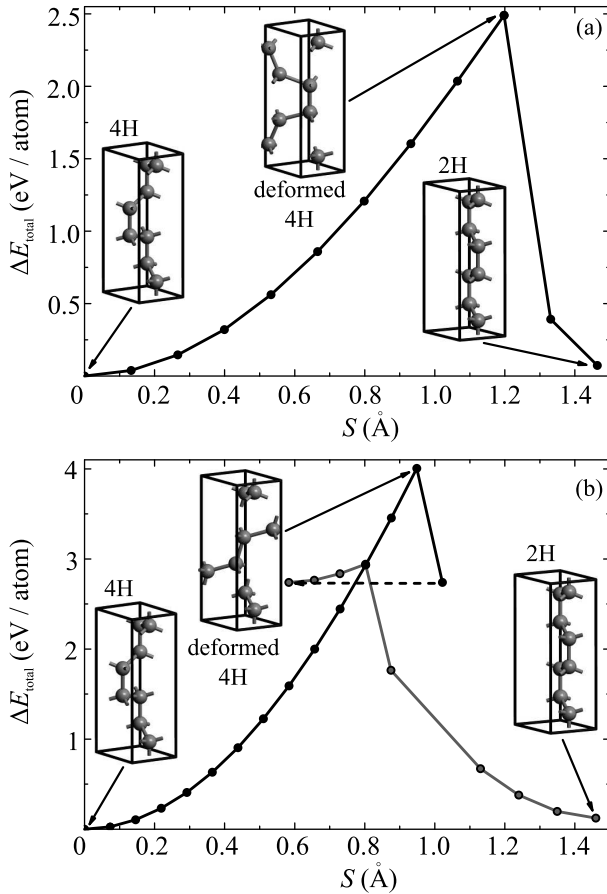 (a)
2.5
2.0
1.5
1.0
0.5
0
ΔE_total (eV / atom)
4H
deformed
4H
2H
0.2 0.4 0.6 0.8 1.0 1.2 1.4
S (Å)
(b)
4
3
2
1
0
ΔE_total (eV / atom)
4H
deformed
4H
2H
0.2 0.4 0.6 0.8 1.0 1.2 1.4
S (Å)